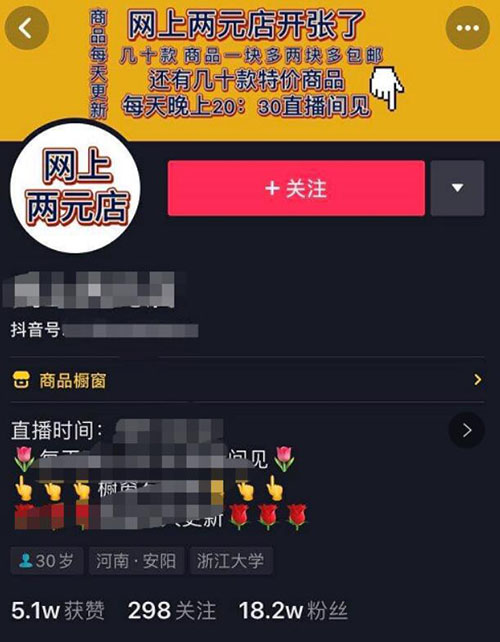 商品每天更新
网上两元店开张了
几十款 商品一块多两块多包邮
还有几十款特价商品
每天晚上20：30直播间见
网上
两元店
+ 关注
抖音号:
商品橱窗
直播时间：
间见
更新
30岁
河南·安阳
浙江大学
5.1w获赞 298关注 18.2w粉丝